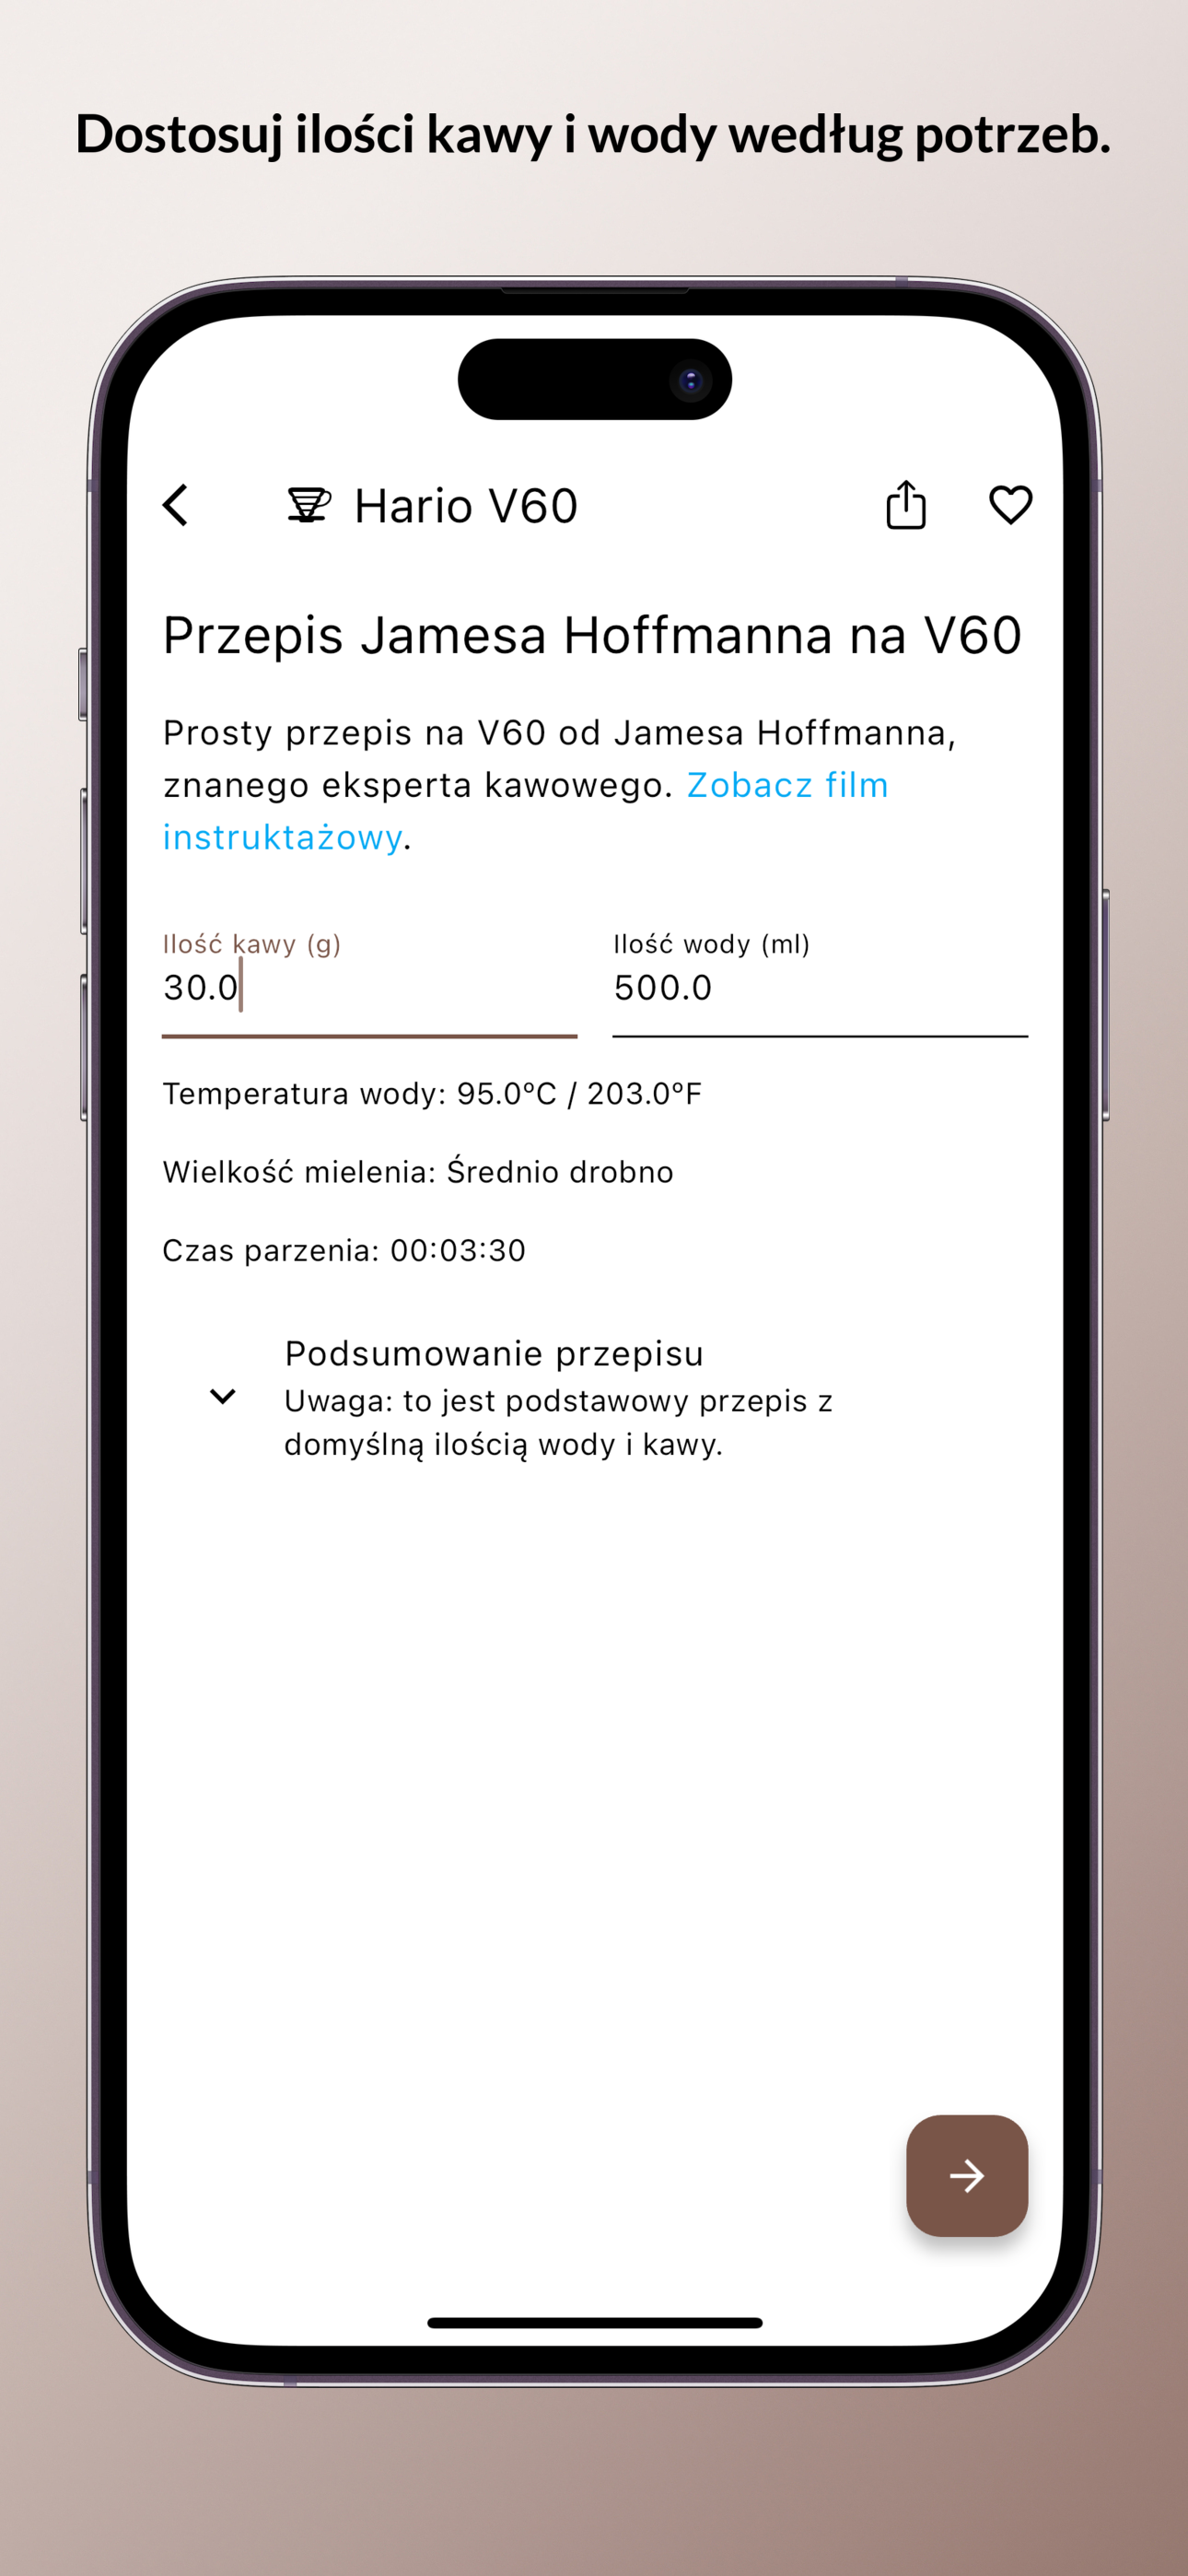 Dostosuj ilości kawy i wody według potrzeb.
Hario V60
Przepis Jamesa Hoffmanna na V60
Prosty przepis na V60 od Jamesa Hoffmanna,
znanego eksperta kawowego. Zobacz film
instruktażowy.
Ilość kawy (g) Ilość wody (ml)
30.0 500.0
Temperatura wody: 95.0ºC / 203.0ºF
Wielkość mielenia: Średnio drobno
Czas parzenia: 00:03:30
Podsumowanie przepisu
Uwaga: to jest podstawowy przepis z
domyślną ilością wody i kawy.